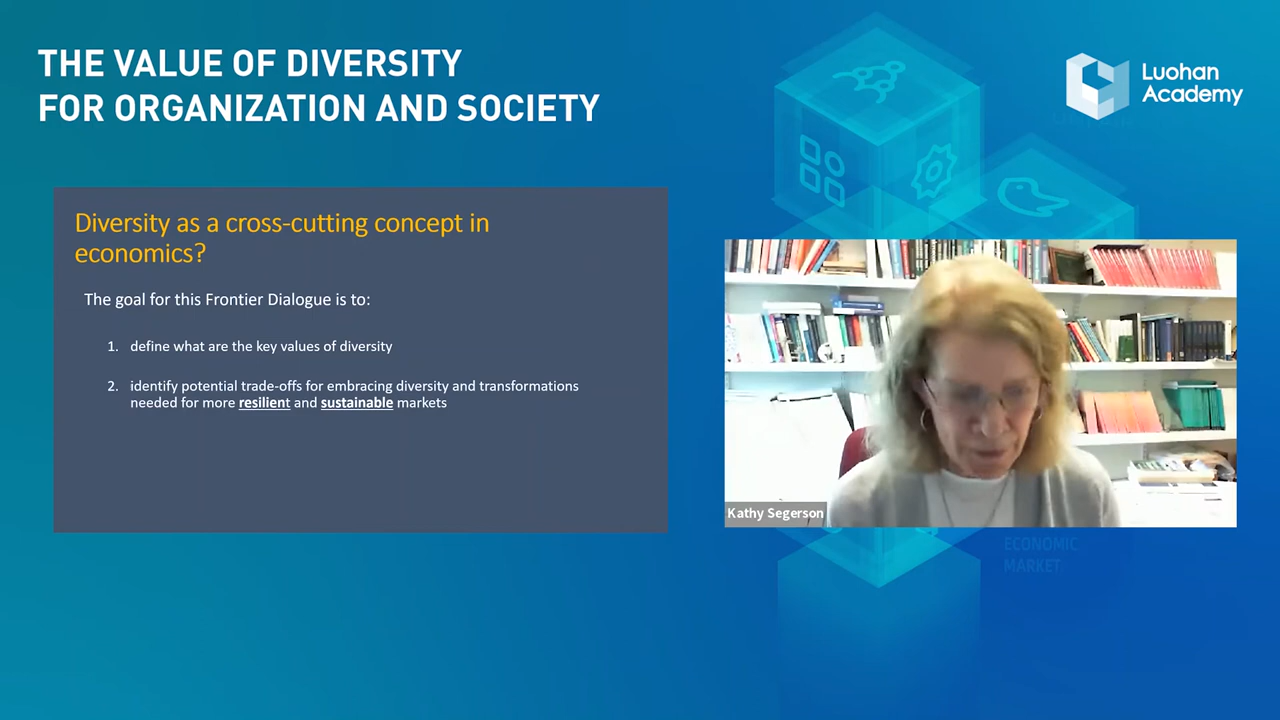 THE VALUE OF DIVERSITY
FOR ORGANIZATION AND SOCIETY
Luohan
Academy
Diversity as a cross-cutting concept in
economics?
The goal for this Frontier Dialogue is to:
1. define what are the key values of diversity
2. identify potential trade-offs for embracing diversity and transformations
needed for more resilient and sustainable markets
Kathy Segerson
ECONOMIC
MARKET